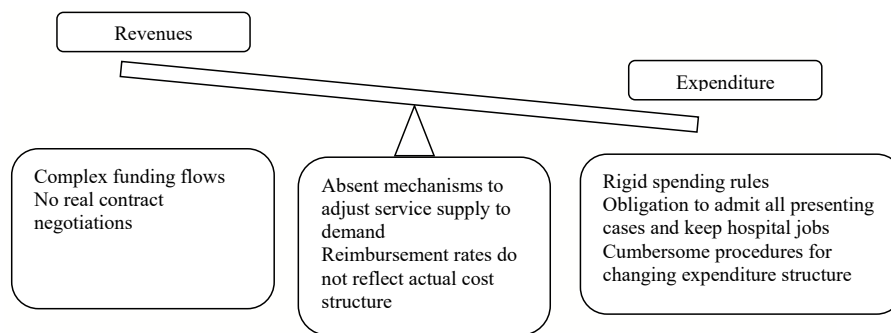 Revenues
Expenditure
Complex funding flows
No real contract
negotiations
Absent mechanisms to
adjust service supply to
demand
Reimbursement rates do
not reflect actual cost
structure
Rigid spending rules
Obligation to admit all presenting
cases and keep hospital jobs
Cumbersome procedures for
changing expenditure structure